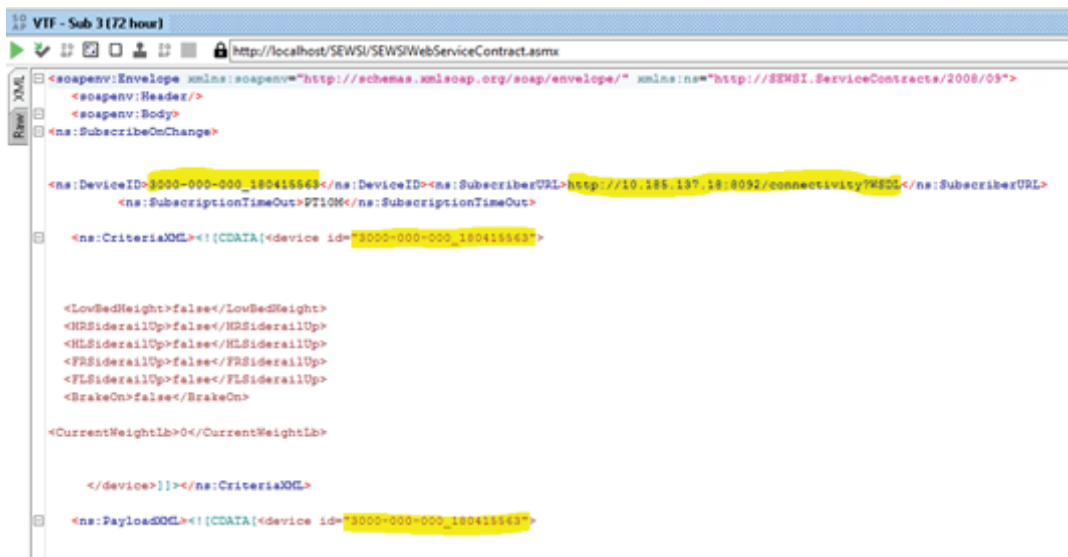 VTF - Sub 3 (72 hour)
http://localhost/SEWSI/SEWSIWebServiceContract.asmx
XML
Raw
<soapenv:Envelope xmlns:soapenv="http://schemas.xmlsoap.org/soap/envelope/" xmlns:ns="http://SEWSI.ServiceContracts/2008/09">
<soapenv:Header/>
<soapenv:Body>
<ns:SubscribeOnChange>
<ns:DeviceID>3000-000-000_180415563</ns:DeviceID><ns:SubscriberURL>http://10.185.137.18:8092/connectivity?WSDL</ns:SubscriberURL>
<ns:SubscriptionTimeOut>PT10M</ns:SubscriptionTimeOut>
<ns:CriteriaXML><![CDATA[<device id="3000-000-000_180415563">
<LowBedHeight>false</LowBedHeight>
<HRSiderailUp>false</HRSiderailUp>
<HLSiderailUp>false</HLSiderailUp>
<FRSiderailUp>false</FRSiderailUp>
<FLSiderailUp>false</FLSiderailUp>
<BrakeOn>false</BrakeOn>
<CurrentWeightLb>0</CurrentWeightLb>
</device>]]></ns:CriteriaXML>
<ns:PayloadXML><![CDATA[<device id="3000-000-000_180415563">